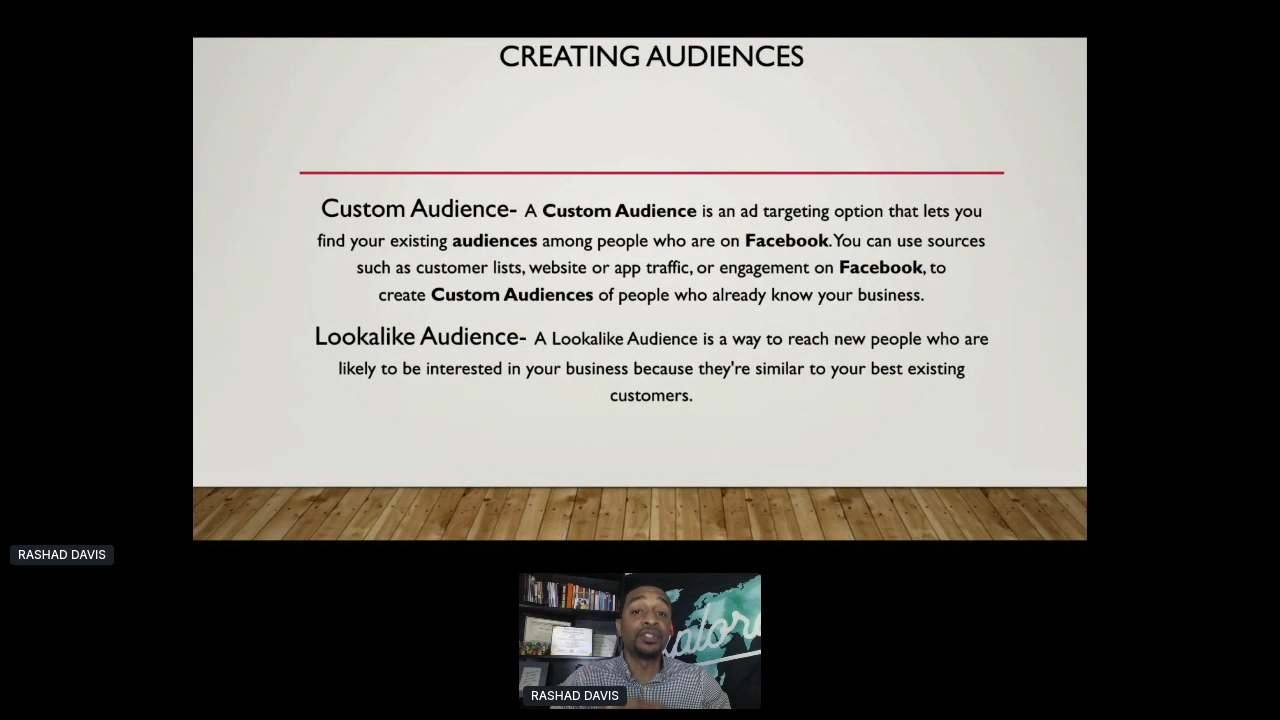 CREATING AUDIENCES
Custom Audience- A Custom Audience is an ad targeting option that lets you
find your existing audiences among people who are on Facebook. You can use sources
such as customer lists, website or app traffic, or engagement on Facebook, to
create Custom Audiences of people who already know your business.
Lookalike Audience- A Lookalike Audience is a way to reach new people who are
likely to be interested in your business because they're similar to your best existing
customers.
RASHAD DAVIS
RASHAD DAVIS